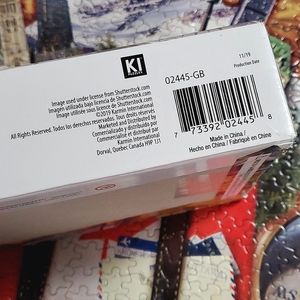 KI
02445-GB
11/19
Production Date
Image used under license from Shutterstock.com
Imagen utilizada bajo licencia de Shutterstock.com
Image utilisée sous licence de Shutterstock.com
©2019 Karmin International
All Rights Reserved. Todos los derechos reservados. Tous droits réservés.
Marketed and Distributed by
Comercializado y distribuido por
Commercialisé et distribué par
Karmin International
Dorval, Quebec Canada H9P 1J1
7 73392 02445 8
Made in China /
Hecho en China / Fabriqué en Chine